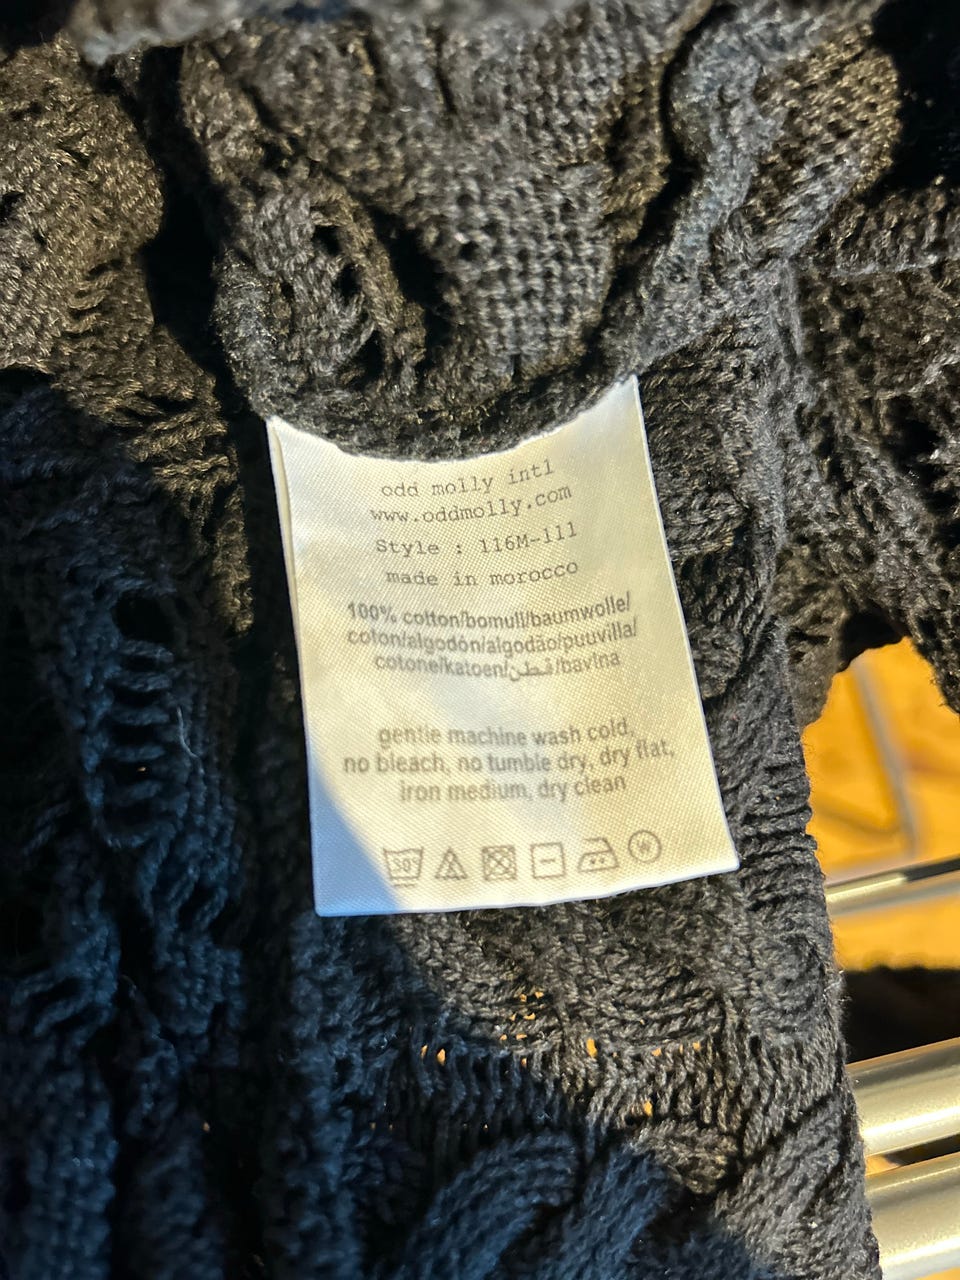 odd molly intl
www.oddmolly.com
Style : 116M-111
made in morocco
100% cotton/bomull/baumwolle/
coton/algodón/algodão/puuvilla/
cotone/katoen/قطن/bavlna
gentle machine wash cold,
no bleach, no tumble dry, dry flat,
iron medium, dry clean
30° W